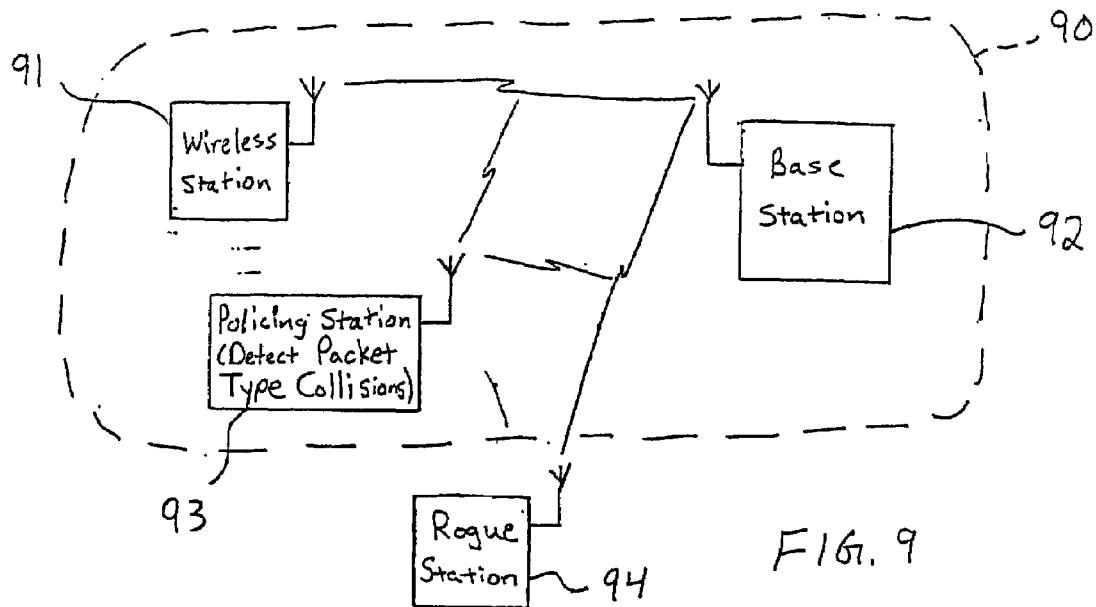 90
91
Wireless
Station
Base
Station
92
Policing Station
(Detect Packet
Type Collisions)
93
Rogue
Station
94
FIG. 9